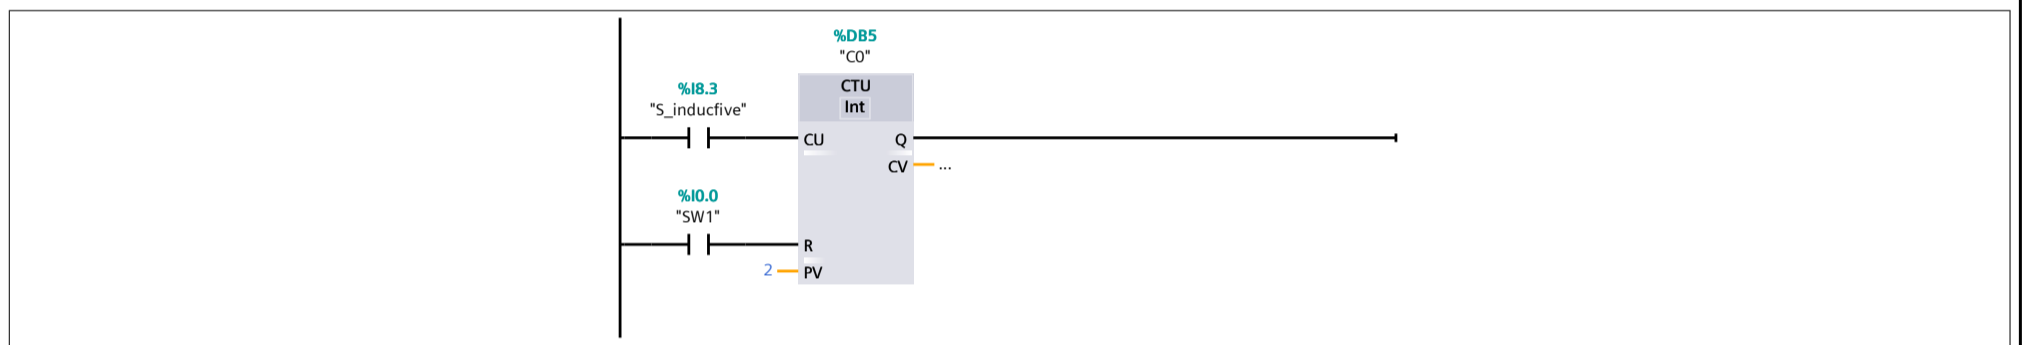 %DB5
"C0"
%I8.3
"S_inducfive"
CTU
Int
CU
Q
CV
...
%I0.0
"SW1"
R
2
PV